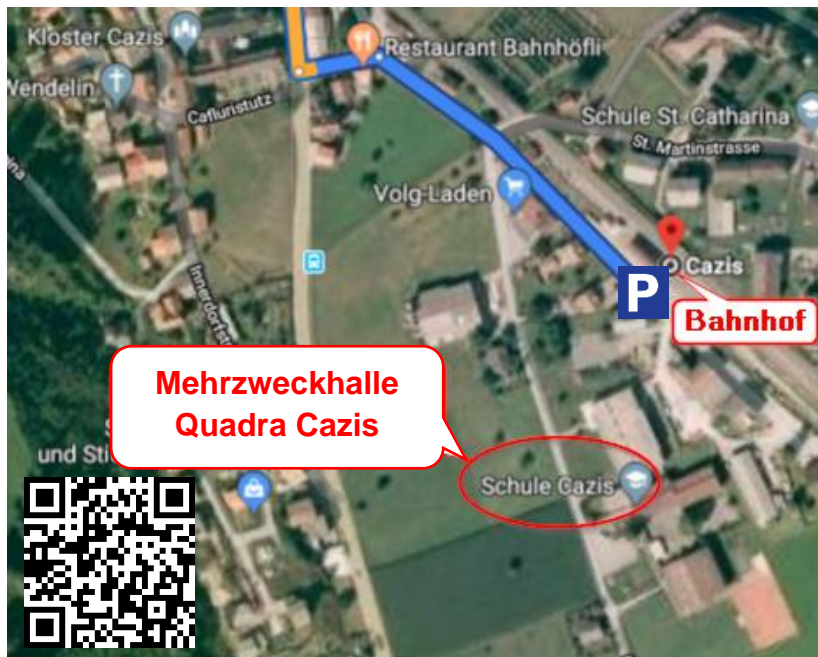 Kloster Cazis
Restaurant Bahnhöfli
Wendelin
Cafluristutz
Schule St. Catharina
St. Martinstrasse
Volg-Laden
Cazis
P
Bahnhof
Mehrzweckhalle
Quadra Cazis
und Sti
Schule Cazis